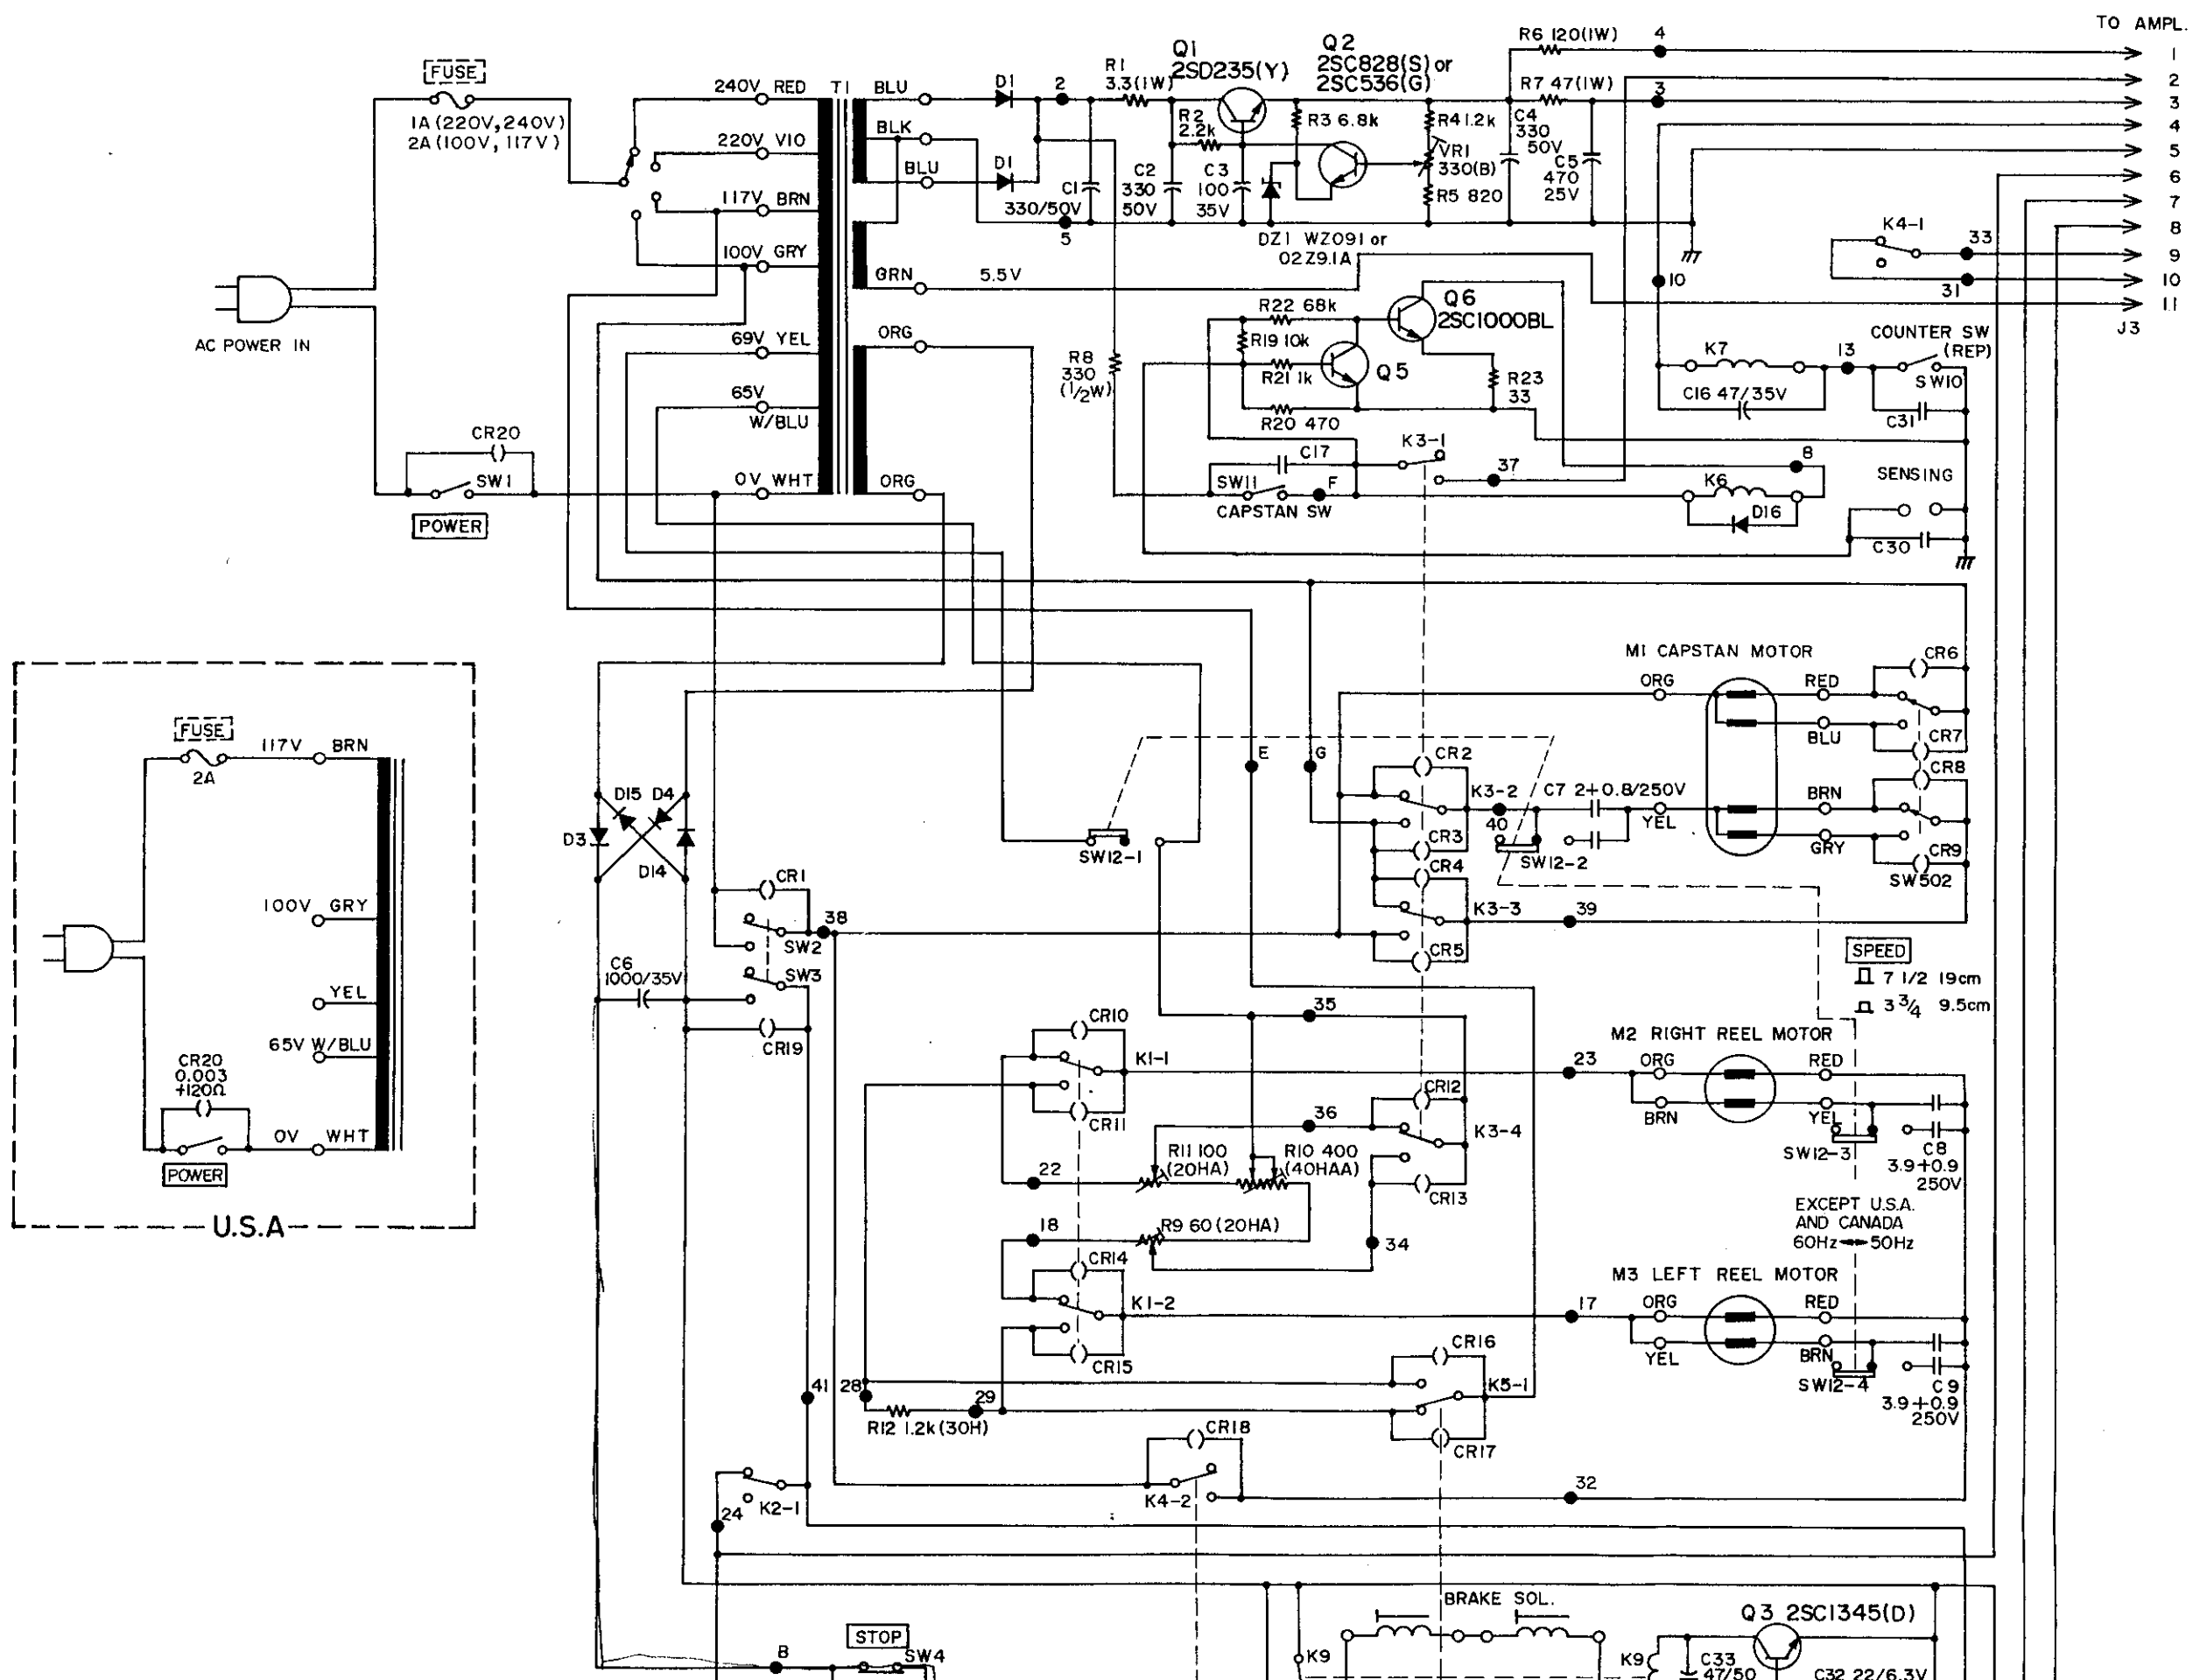 TO AMPL.
1
2
3
4
5
6
7
8
9
10
11
J3
FUSE
1A (220V, 240V)
2A (100V, 117V)
AC POWER IN
CR20
SW1
POWER
240V RED
220V VIO
117V BRN
100V GRY
69V YEL
65V
W/BLU
0V WHT
T1
BLU
BLK
BLU
GRN
5.5V
ORG
ORG
D1
D1
2
5
R1
3.3(1W)
C1
330/50V
Q1
2SD235(Y)
R2
2.2k
C2
330
50V
C3
100
35V
Q2
2SC828(S) or
2SC536(G)
R3 6.8k
R4 1.2k
VR1
330(B)
R5 820
DZ1 WZ091 or
02Z9.1A
R6 120(1W)
4
R7 47(1W)
3
C4
330
50V
C5
470
25V
K4-1
33
31
10
R8
330
(1/2W)
R22 68k
R19 10k
R21 1k
R20 470
Q5
Q6
2SC1000BL
R23
33
K7
13
COUNTER SW
(REP)
SW10
C16 47/35V
C31
C17
K3-1
37
8
SW11
F
CAPSTAN SW
K6
D16
SENSING
C30
M1 CAPSTAN MOTOR
ORG
RED
BLU
BRN
YEL
GRY
CR6
CR7
CR8
CR9
SW502
E
G
CR2
K3-2
CR3
CR4
K3-3
CR5
C7 2+0.8/250V
40
SW12-2
39
SW12-1
D15
D4
D3
D14
CR1
38
SW2
SW3
C6
1000/35V
CR19
SPEED
7 1/2 19cm
3 3/4 9.5cm
35
CR10
K1-1
CR11
23
M2 RIGHT REEL MOTOR
ORG
RED
BRN
YEL
SW12-3
C8
3.9+0.9
250V
CR12
36
K3-4
CR13
22
R11 100
(20HA)
R10 400
(40HAA)
18
R9 60 (20HA)
34
EXCEPT U.S.A.
AND CANADA
60Hz 50Hz
CR14
K1-2
CR15
17
M3 LEFT REEL MOTOR
ORG
RED
YEL
BRN
SW12-4
C9
3.9+0.9
250V
41
28
29
R12 1.2k(30H)
CR16
K5-1
CR17
CR18
K4-2
32
K2-1
24
FUSE
2A
117V BRN
100V GRY
YEL
65V W/BLU
CR20
0.003
+120Ω
0V WHT
POWER
U.S.A
STOP
B
SW4
BRAKE SOL.
K9
K9
Q3 2SC1345(D)
C33
47/50
C32 22/6.3V